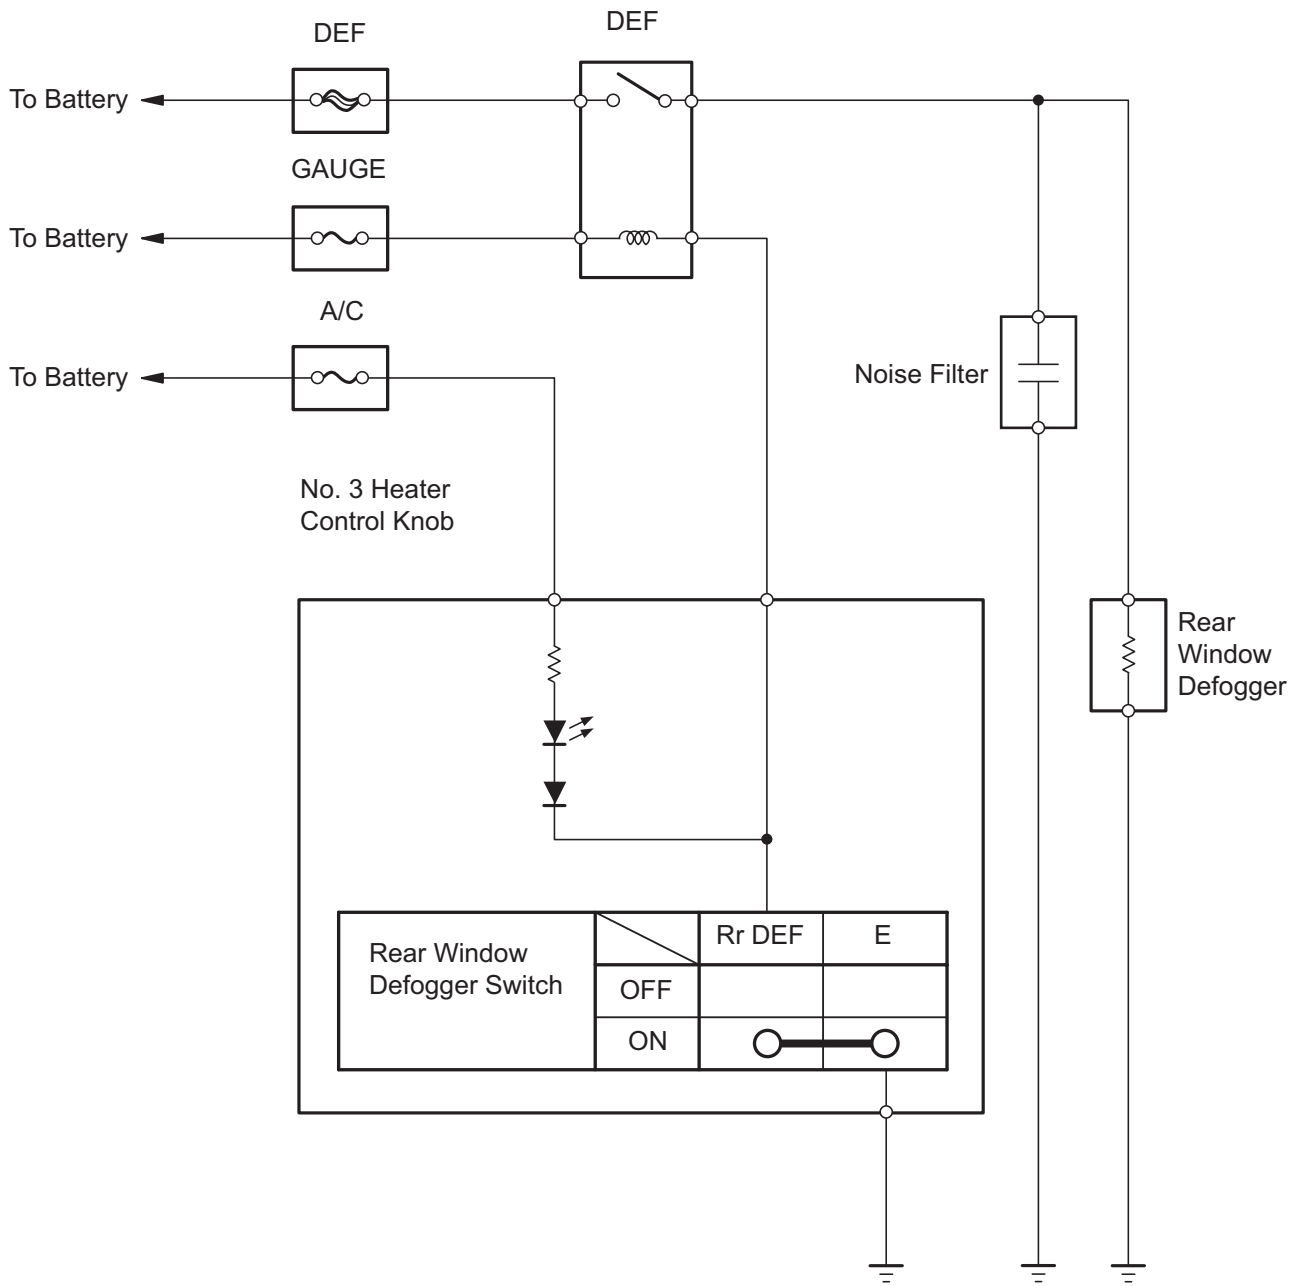 DEF
DEF
To Battery
GAUGE
To Battery
A/C
To Battery
Noise Filter
No. 3 Heater
Control Knob
Rear
Window
Defogger
Rear Window
Defogger Switch
Rr DEF
E
OFF
ON